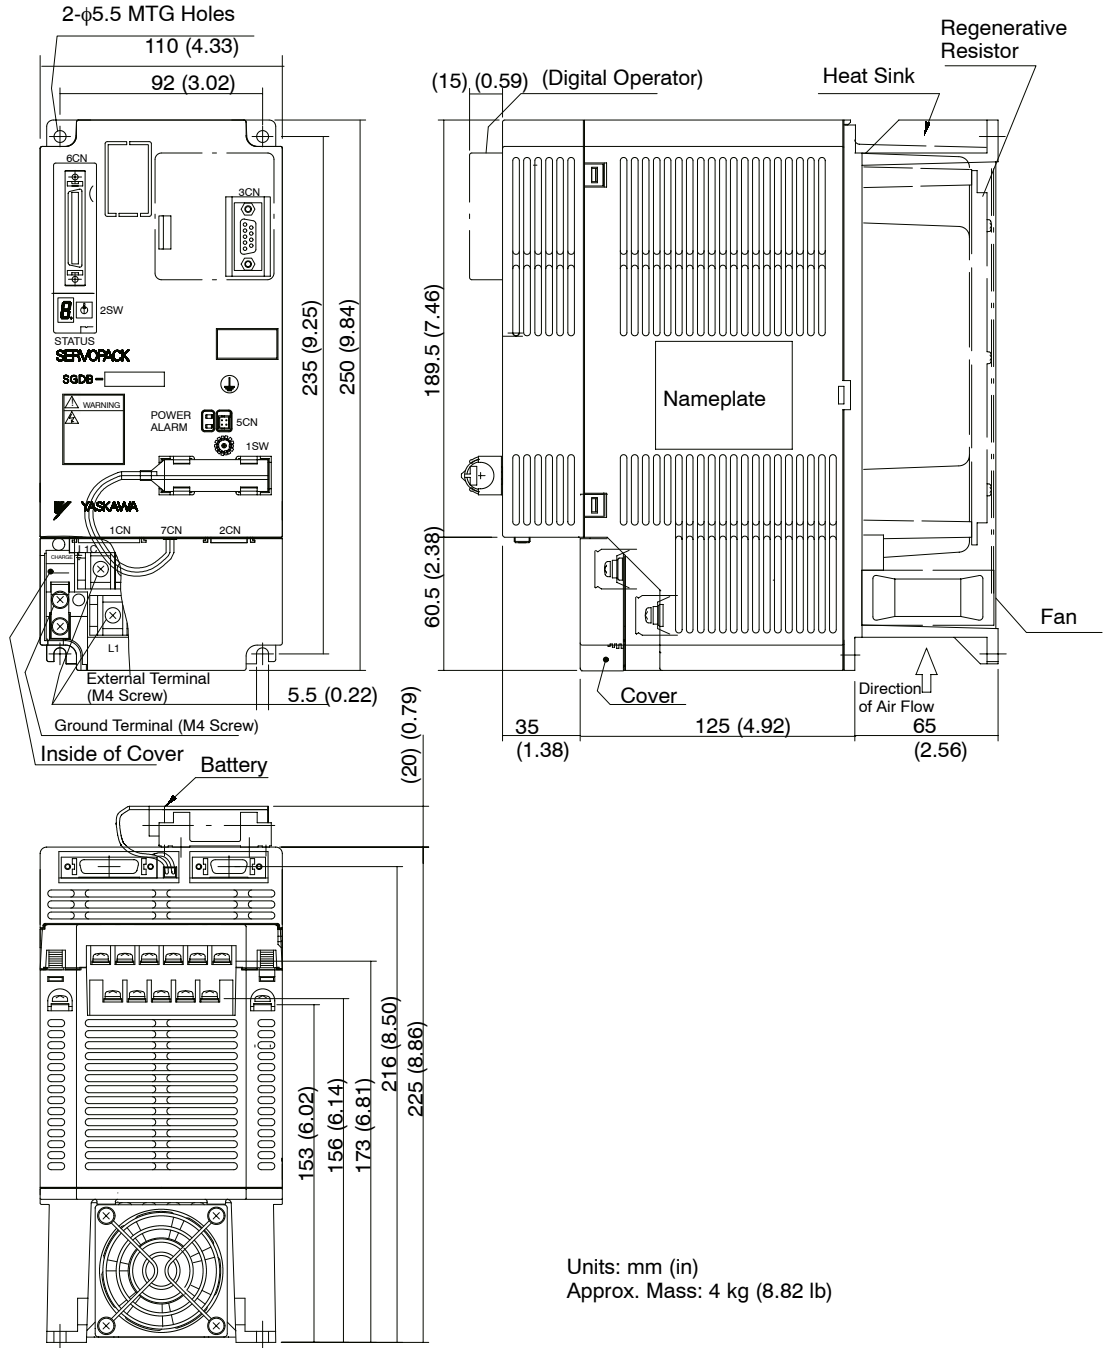 2-φ5.5 MTG Holes
110 (4.33)
92 (3.02)
(15) (0.59)
(Digital Operator)
Heat Sink
Regenerative
Resistor
6CN
3CN
8.
2SW
STATUS
SERVOPACK
SGDB-
WARNING
POWER
ALARM
5CN
1SW
YASKAWA
1CN
7CN
2CN
CHARGE
L1
235 (9.25)
250 (9.84)
189.5 (7.46)
60.5 (2.38)
Nameplate
External Terminal
(M4 Screw)
5.5 (0.22)
Ground Terminal (M4 Screw)
Inside of Cover
Cover
Fan
Direction
of Air Flow
35
(1.38)
125 (4.92)
65
(2.56)
(20) (0.79)
Battery
153 (6.02)
156 (6.14)
173 (6.81)
216 (8.50)
225 (8.86)
Units: mm (in)
Approx. Mass: 4 kg (8.82 lb)